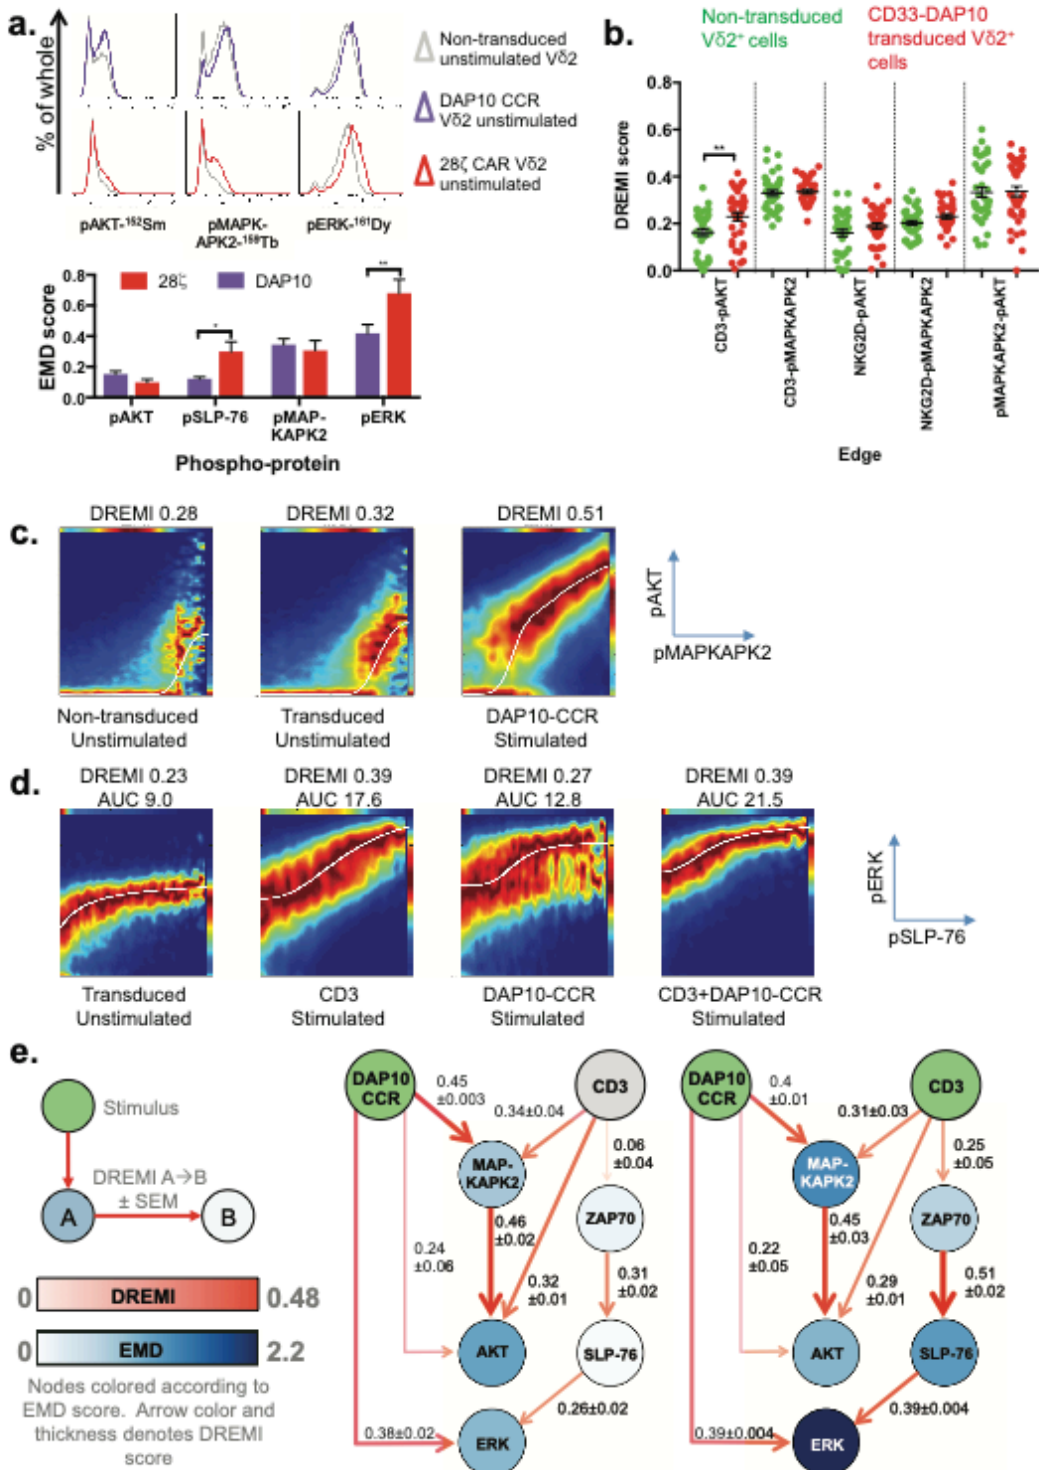 a.
% of whole
pAKT-¹⁵²Sm
pMAPK-
APK2-¹⁵⁹Tb
pERK-¹⁶¹Dy
Non-transduced
unstimulated Vδ2
DAP10 CCR
Vδ2 unstimulated
28ζ CAR Vδ2
unstimulated
EMD score
0.8
0.6
0.4
0.2
0.0
28ζ
DAP10
*
**
pAKT
pSLP-76
pMAP-
KAPK2
pERK
Phospho-protein
b.
Non-transduced
Vδ2⁺ cells
CD33-DAP10
transduced Vδ2⁺
cells
DREMI score
0.8
0.6
0.4
0.2
0.0
**
CD3-pAKT
CD3-pMAPKAPK2
NKG2D-pAKT
NKG2D-pMAPKAPK2
pMAPKAPK2-pAKT
Edge
c.
DREMI 0.28
DREMI 0.32
DREMI 0.51
Non-transduced
Unstimulated
Transduced
Unstimulated
DAP10-CCR
Stimulated
pAKT
pMAPKAPK2
d.
DREMI 0.23
AUC 9.0
DREMI 0.39
AUC 17.6
DREMI 0.27
AUC 12.8
DREMI 0.39
AUC 21.5
Transduced
Unstimulated
CD3
Stimulated
DAP10-CCR
Stimulated
CD3+DAP10-CCR
Stimulated
pERK
pSLP-76
e.
Stimulus
DREMI A→B
± SEM
A
B
0
DREMI
0.48
0
EMD
2.2
Nodes colored according to
EMD score. Arrow color and
thickness denotes DREMI
score
DAP10
CCR
0.45
±0.003
CD3
0.34±0.04
0.06
±0.04
MAP-
KAPK2
ZAP70
0.46
±0.02
0.24
±0.06
0.32
±0.01
0.31
±0.02
AKT
SLP-76
0.26±0.02
0.38±0.02
ERK
DAP10
CCR
0.4
±0.01
CD3
0.31±0.03
0.25
±0.05
MAP-
KAPK2
ZAP70
0.45
±0.03
0.22
±0.05
0.29
±0.01
0.51
±0.02
AKT
SLP-76
0.39±0.004
0.39±0.004
ERK